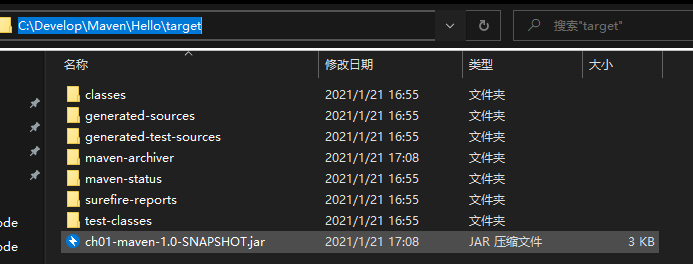 C:\Develop\Maven\Hello\target 搜索"target"
名称 修改日期 类型 大小
classes 2021/1/21 16:55 文件夹
generated-sources 2021/1/21 16:55 文件夹
generated-test-sources 2021/1/21 16:55 文件夹
maven-archiver 2021/1/21 17:08 文件夹
maven-status 2021/1/21 16:55 文件夹
surefire-reports 2021/1/21 16:55 文件夹
test-classes 2021/1/21 16:55 文件夹
ode
ch01-maven-1.0-SNAPSHOT.jar 2021/1/21 17:08 JAR 压缩文件 3 KB
ode